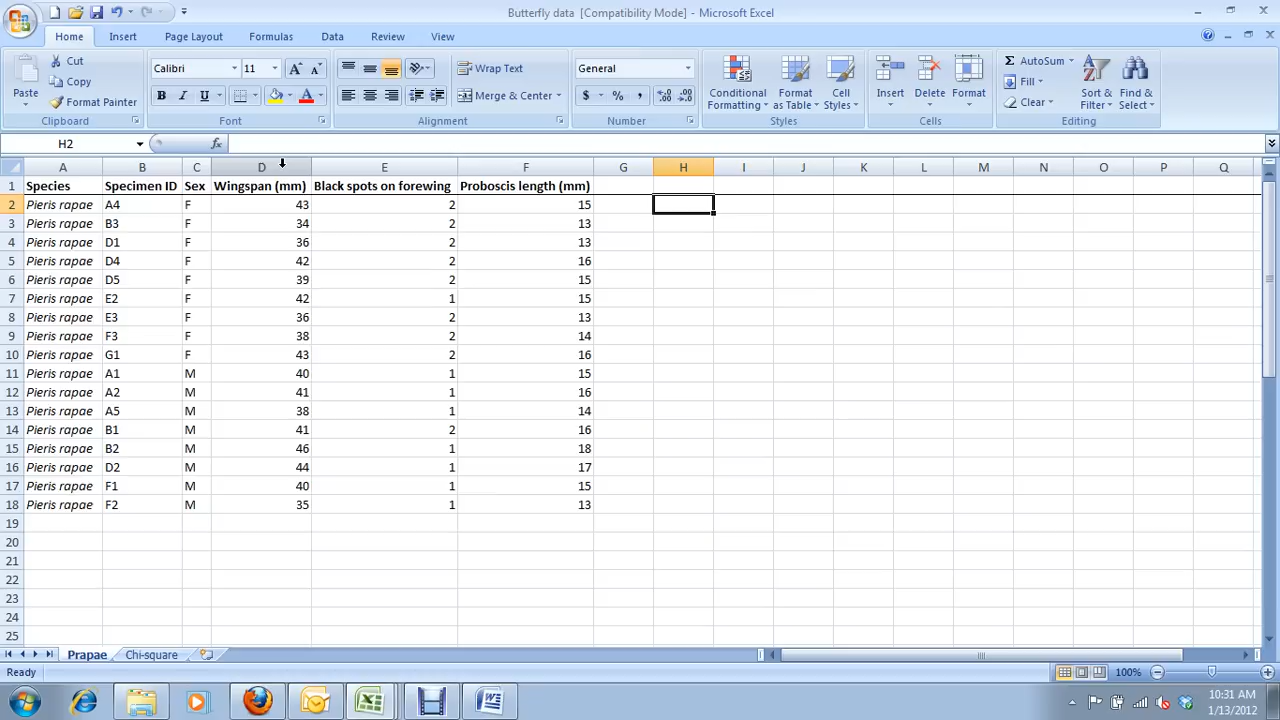 Butterfly data [Compatibility Mode] - Microsoft Excel
Home Insert Page Layout Formulas Data Review View
Paste Cut Copy Format Painter
Calibri 11
B I U A
Wrap Text
Merge & Center
General
$ % ,
Conditional Formatting
Format as Table
Cell Styles
Insert Delete Format
Σ AutoSum
Fill
Clear
Sort & Filter
Find & Select
Clipboard Font Alignment Number Styles Cells Editing
H2 fx
A B C D E F G H I J K L M N O P Q
1 Species Specimen ID Sex Wingspan (mm) Black spots on forewing Proboscis length (mm)
2 Pieris rapae A4 F 43 2 15
3 Pieris rapae B3 F 34 2 13
4 Pieris rapae D1 F 36 2 13
5 Pieris rapae D4 F 42 2 16
6 Pieris rapae D5 F 39 2 15
7 Pieris rapae E2 F 42 1 15
8 Pieris rapae E3 F 36 2 13
9 Pieris rapae F3 F 38 2 14
10 Pieris rapae G1 F 43 2 16
11 Pieris rapae A1 M 40 1 15
12 Pieris rapae A2 M 41 1 16
13 Pieris rapae A5 M 38 1 14
14 Pieris rapae B1 M 41 2 16
15 Pieris rapae B2 M 46 1 18
16 Pieris rapae D2 M 44 1 17
17 Pieris rapae F1 M 40 1 15
18 Pieris rapae F2 M 35 1 13
19
20
21
22
23
24
25
Prapae Chi-square
Ready 100%
10:31 AM
1/13/2012